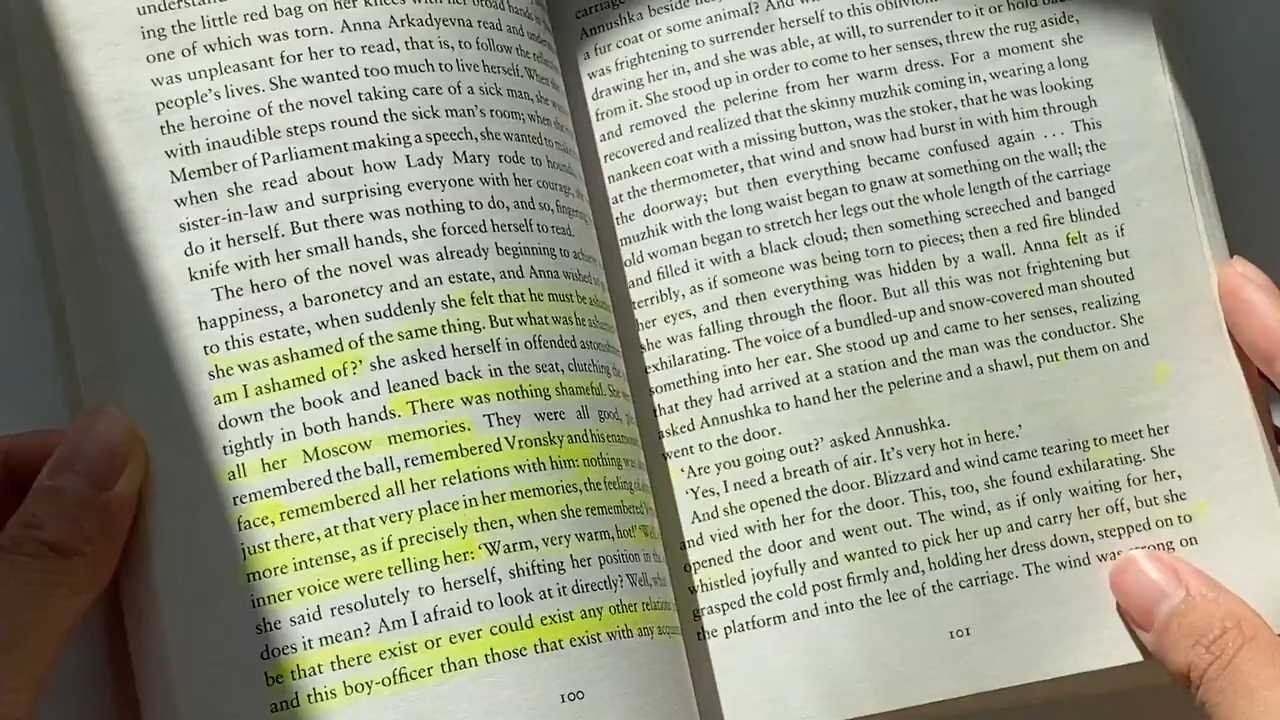 understand
ing the little red bag on her knees with her broad hands in
one of which was torn. Anna Arkadyevna read and
was unpleasant for her to read, that is, to follow the
people's lives. She wanted too much to live herself. When
the heroine of the novel taking care of a sick man, she
with inaudible steps round the sick man's room; when she
Member of Parliament making a speech, she wanted to
when she read about how Lady Mary rode to
sister-in-law and surprising everyone with her courage,
do it herself. But there was nothing to do, and so,
knife with her small hands, she forced herself to read.
The hero of the novel was already beginning to
happiness, a baronetcy and an estate, and Anna wished
to this estate, when suddenly she felt that he must be
she was ashamed of the same thing. But what was he
am I ashamed of?' she asked herself in offended
down the book and leaned back in the seat, clutching
tightly in both hands. There was nothing shameful. She
all her Moscow memories. They were all good,
remembered the ball, remembered Vronsky and his
face, remembered all her relations with him: nothing was
just there, at that very place in her memories, the feeling of
more intense, as if precisely then, when she remembered
inner voice were telling her: 'Warm, very warm, hot!'
she said resolutely to herself, shifting her position in
does it mean? Am I afraid to look at it directly? Well,
be that there exist or ever could exist any other
and this boy-officer than those that exist with any
100
carriage
Annushka beside her
a fur coat or some animal? And
was frightening to surrender herself to this
drawing her in, and she was able, at will, to surrender to it or hold back
from it. She stood up in order to come to her senses, threw the rug aside,
and removed the pelerine from her warm dress. For a moment she
recovered and realized that the skinny muzhik coming in, wearing a long
nankeen coat with a missing button, was the stoker, that he was looking
at the thermometer, that wind and snow had burst in with him through
the doorway; but then everything became confused again ... This
muzhik with the long waist began to gnaw at something on the wall; the
old woman began to stretch her legs out the whole length of the carriage
and filled it with a black cloud; then something screeched and banged
terribly, as if someone was being torn to pieces; then a red fire blinded
her eyes, and then everything was hidden by a wall. Anna felt as if
she was falling through the floor. But all this was not frightening but
exhilarating. The voice of a bundled-up and snow-covered man shouted
something into her ear. She stood up and came to her senses, realizing
that they had arrived at a station and the man was the conductor. She
asked Annushka to hand her the pelerine and a shawl, put them on and
went to the door.
'Are you going out?' asked Annushka.
'Yes, I need a breath of air. It's very hot in here.'
And she opened the door. Blizzard and wind came tearing to meet her
and vied with her for the door. This, too, she found exhilarating. She
opened the door and went out. The wind, as if only waiting for her,
whistled joyfully and wanted to pick her up and carry her off, but she
grasped the cold post firmly and, holding her dress down, stepped on to
the platform and into the lee of the carriage. The wind was strong on
101